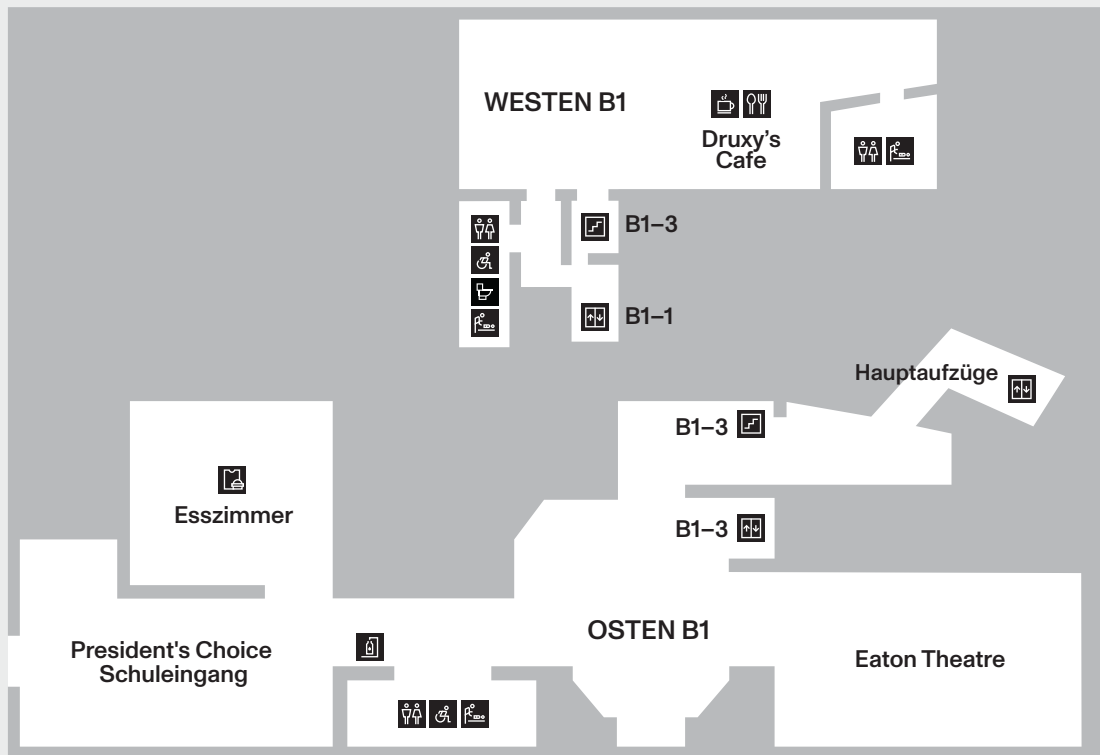 WESTEN B1
Druxy’s
Cafe
B1–3
B1–1
Hauptaufzüge
B1–3
Esszimmer
B1–3
OSTEN B1
President's Choice
Schuleingang
Eaton Theatre